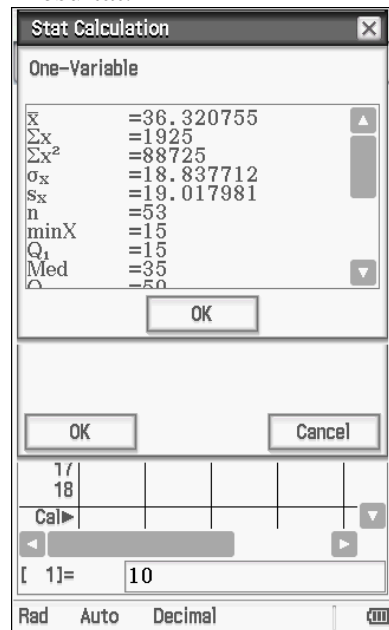 Stat Calculation
One-Variable
x̄ =36.320755
Σx =1925
Σx² =88725
σx =18.837712
sx =19.017981
n =53
minX =15
Q₁ =15
Med =35
OK
OK Cancel
17
18
Cal▶
[ 1]= 10
Rad Auto Decimal